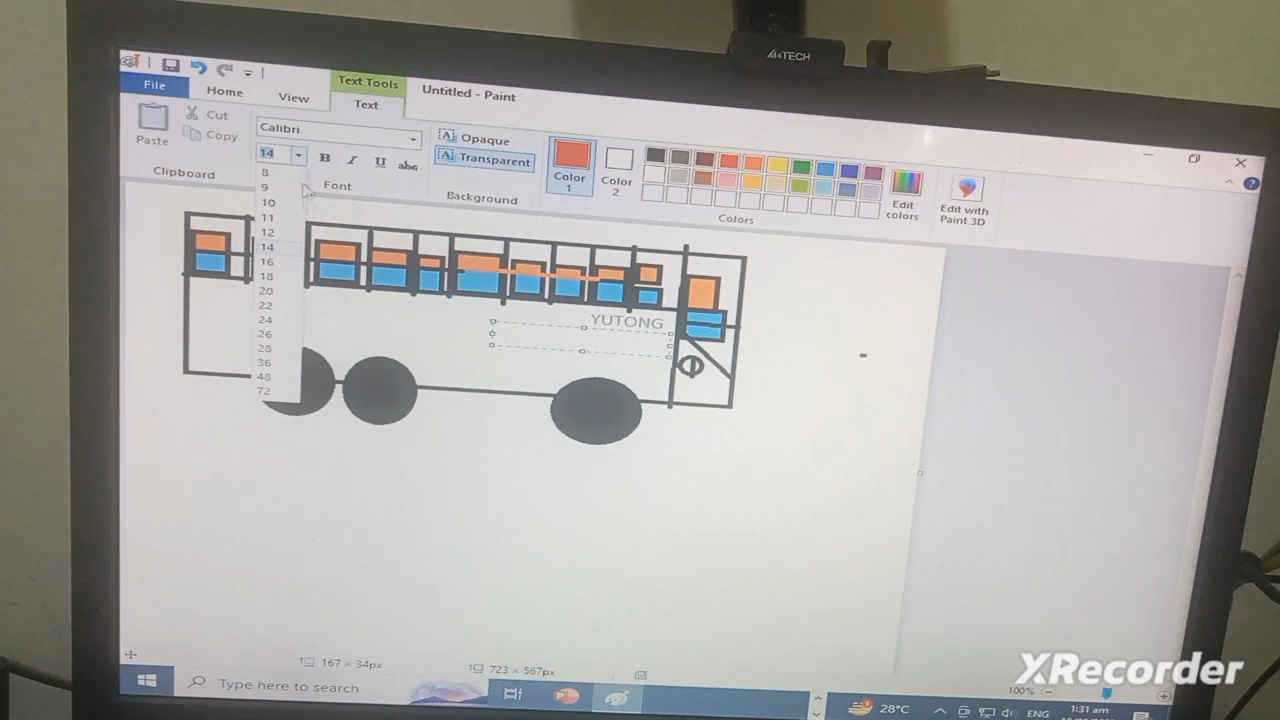 A4TECH
Untitled - Paint
Text Tools
File
Home
View
Text
Paste
Cut
Copy
Clipboard
Calibri
14
B I U abc
Font
8
9
10
11
12
14
16
18
20
22
24
26
28
36
48
72
Opaque
Transparent
Background
Color 1
Color 2
Colors
Edit colors
Edit with Paint 3D
YUTONG
167 × 34px
723 × 567px
100%
Type here to search
28°C
ENG
1:31 am
XRecorder